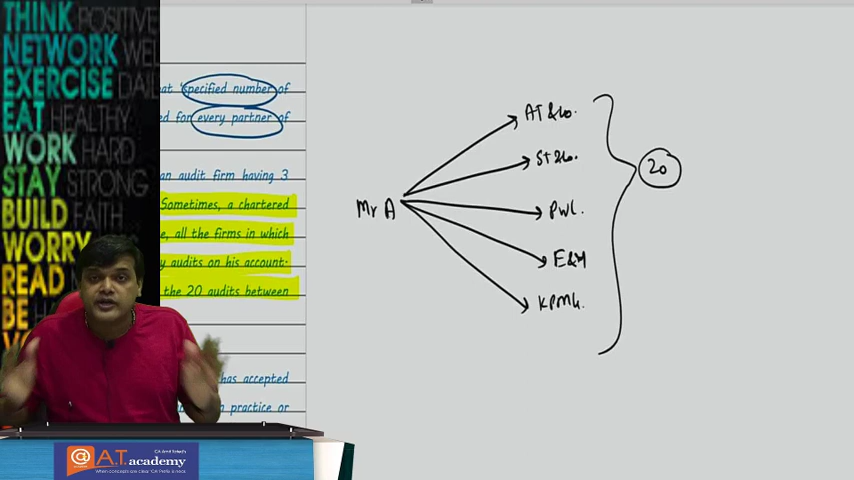 THINK POSITIVE
NETWORK WEL
EXERCISE DAIL
EAT HEALTHY
WORK HARD
STAY STRONG
BUILD FAITH
WORRY
READ
BE
at 'specified number of
ed for every partner of
an audit firm having 3
Sometimes, a chartered
e, all the firms in which
y audits on his account.
the 20 audits between
has accepted
practice or
Mr A
AT & Co.
ST & Co.
PWC.
E&Y
KPMG.
20
CA Amit Tated's
A.T.
academy